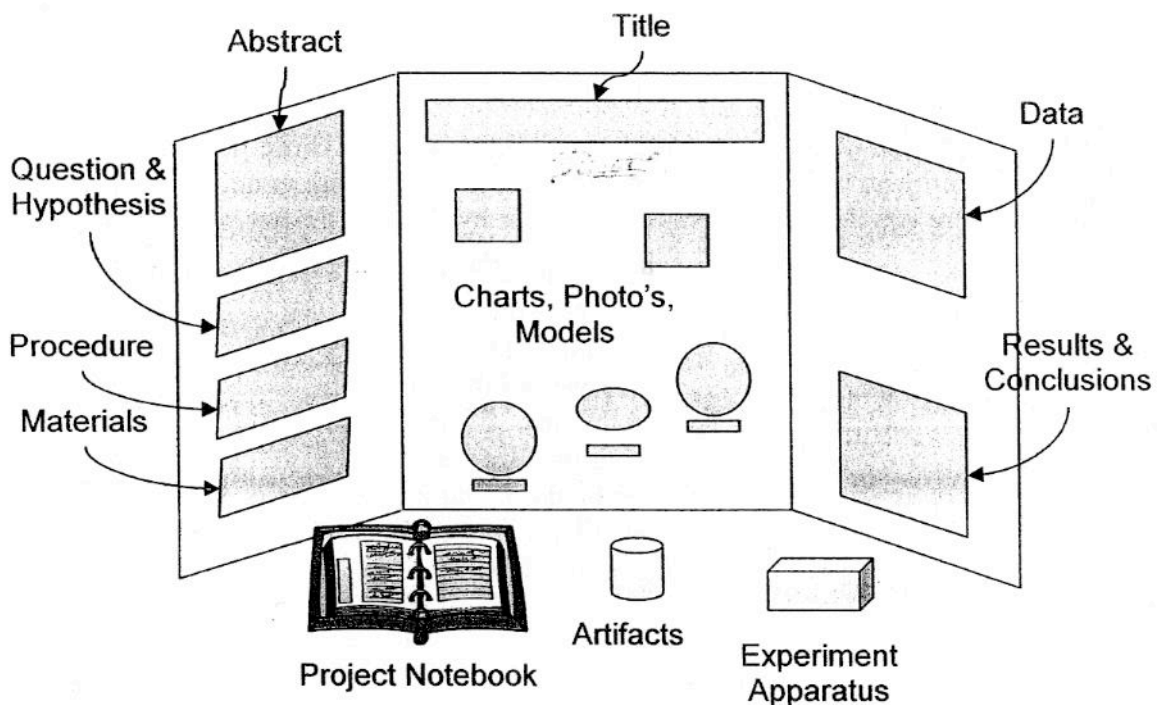 Abstract
Title
Data
Question &
Hypothesis
Charts, Photo's,
Models
Procedure
Materials
Results &
Conclusions
Project Notebook
Artifacts
Experiment
Apparatus